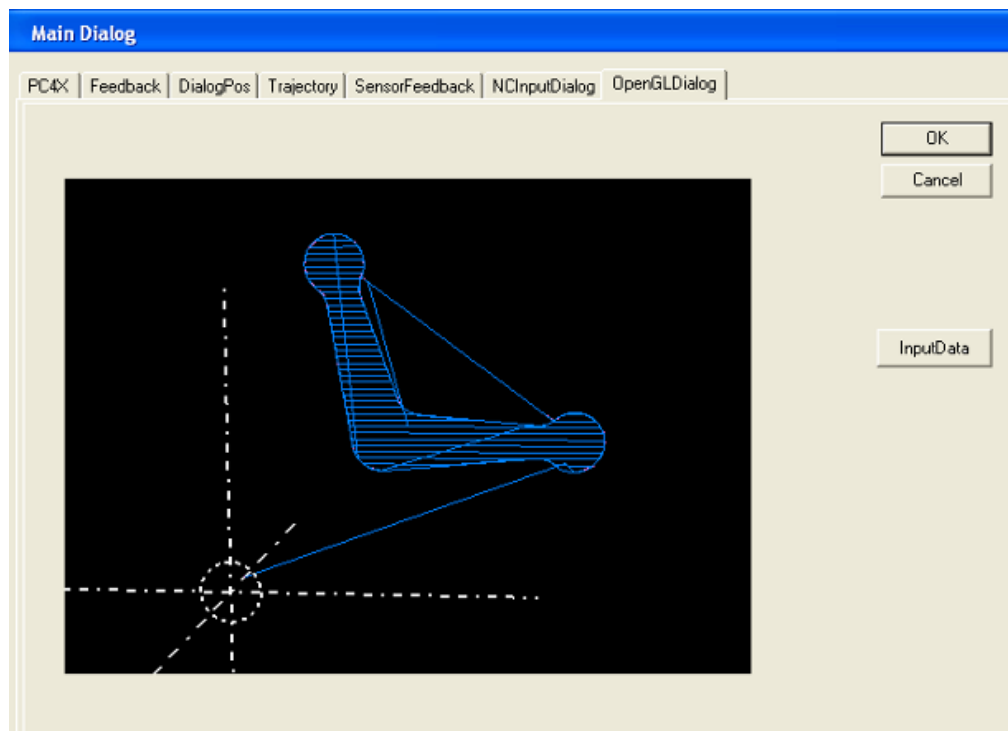 Main Dialog
PC4X Feedback DialogPos Trajectory SensorFeedback NCInputDialog OpenGLDialog
OK
Cancel
InputData